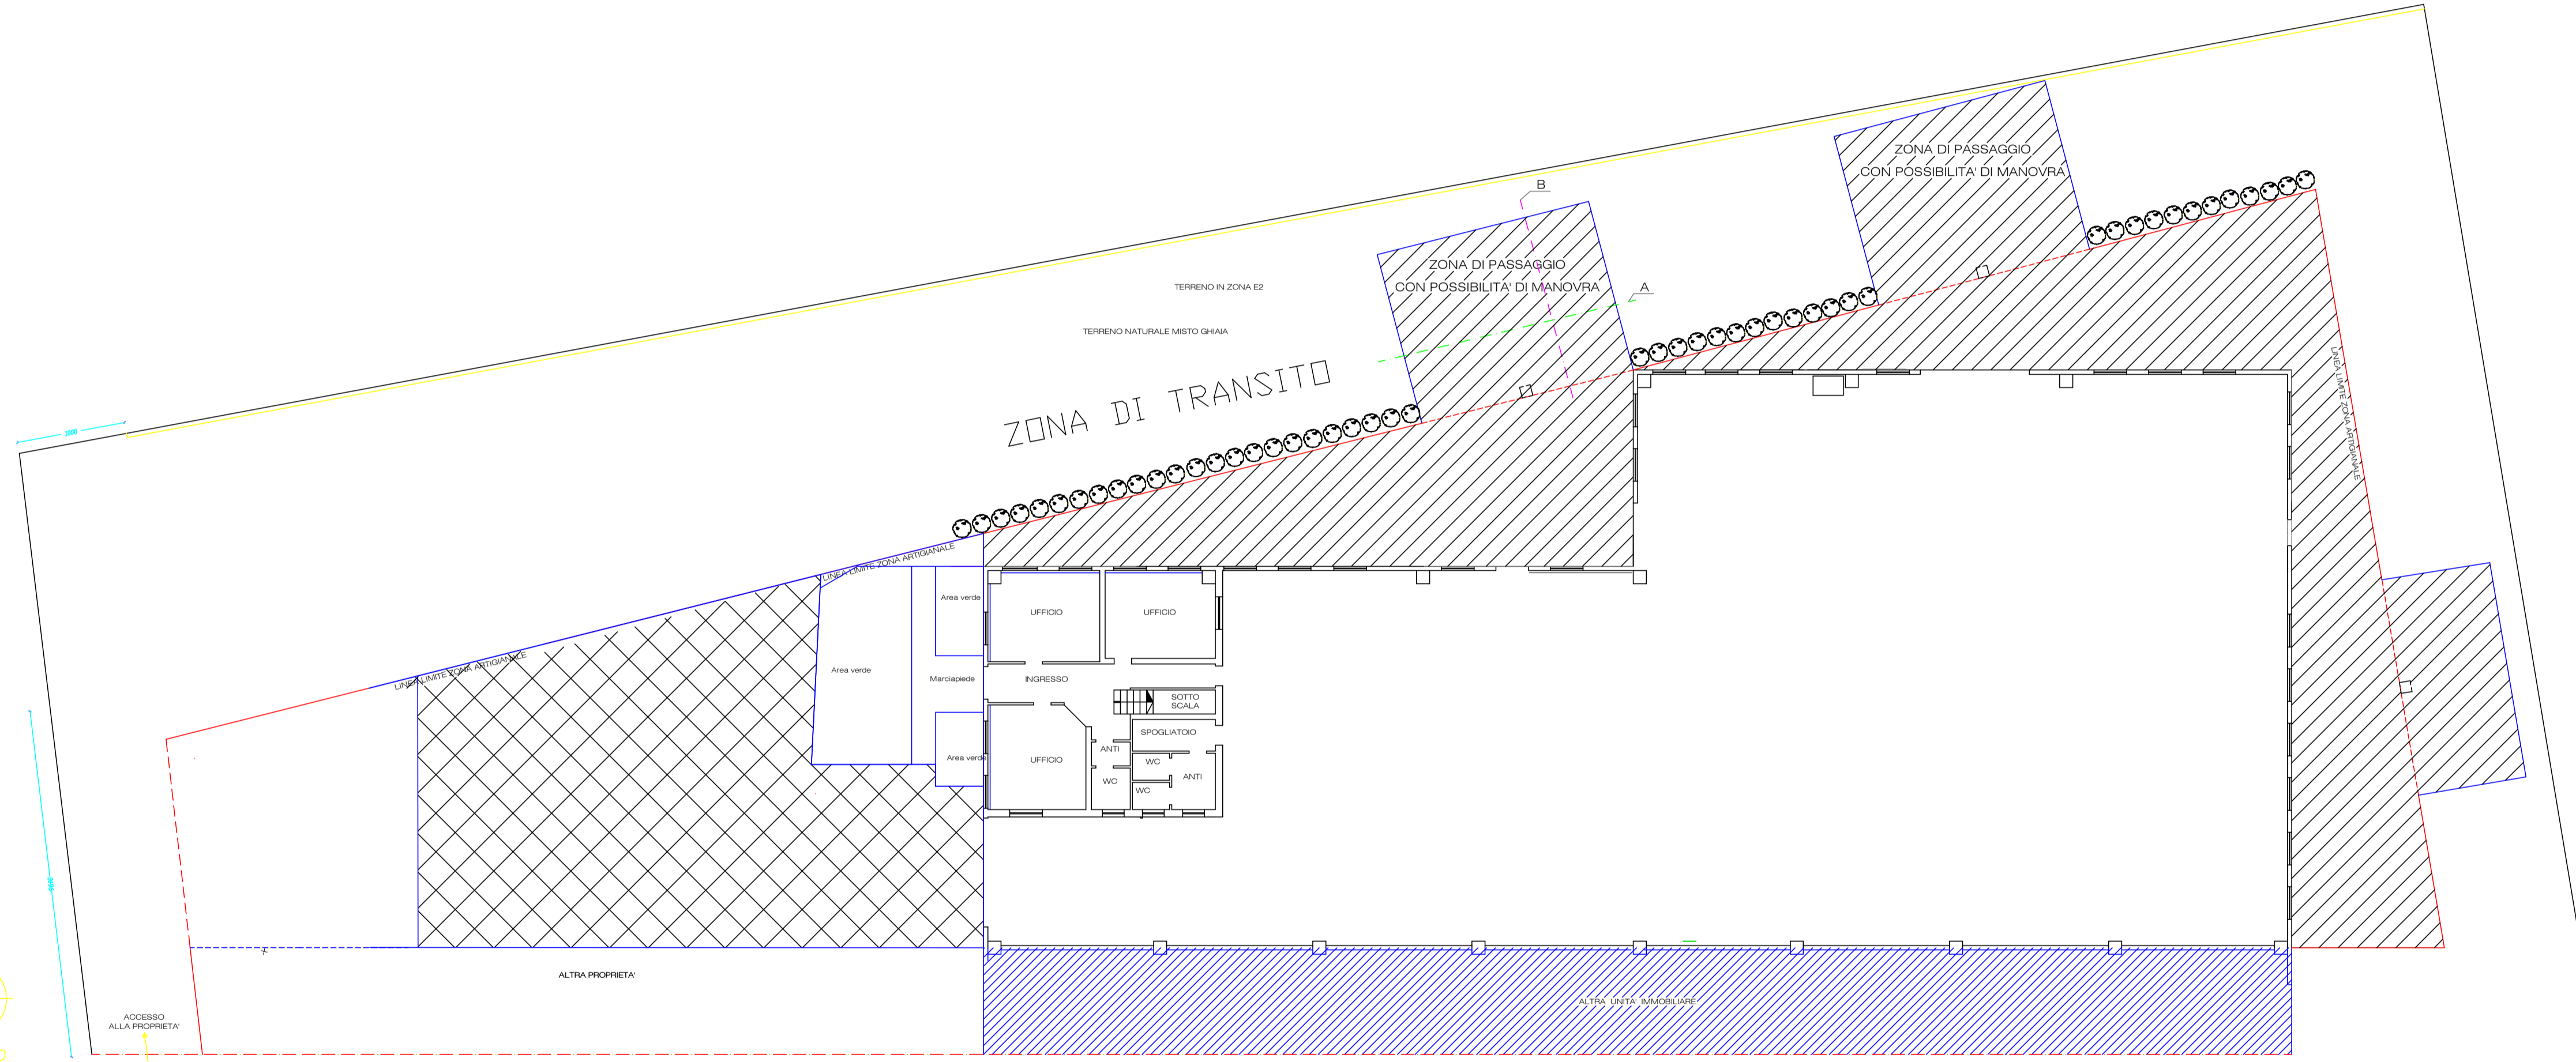 B
ZONA DI PASSAGGIO
CON POSSIBILITA' DI MANOVRA
ZONA DI PASSAGGIO
CON POSSIBILITA' DI MANOVRA
A
TERRENO IN ZONA E2
TERRENO NATURALE MISTO GHIAIA
ZONA DI TRANSITO
1000
LINEA LIMITE ZONA ARTIGIANALE
LINEA LIMITE ZONA ARTIGIANALE
LINEA LIMITE ZONA ARTIGIANALE
Area verde
UFFICIO
UFFICIO
Area verde
Marciapiede
INGRESSO
SOTTO
SCALA
SPOGLIATOIO
ANTI
Area verde
UFFICIO
WC
ANTI
WC
WC
ALTRA PROPRIETA'
ALTRA UNITA' IMMOBILIARE
ACCESSO
ALLA PROPRIETA'